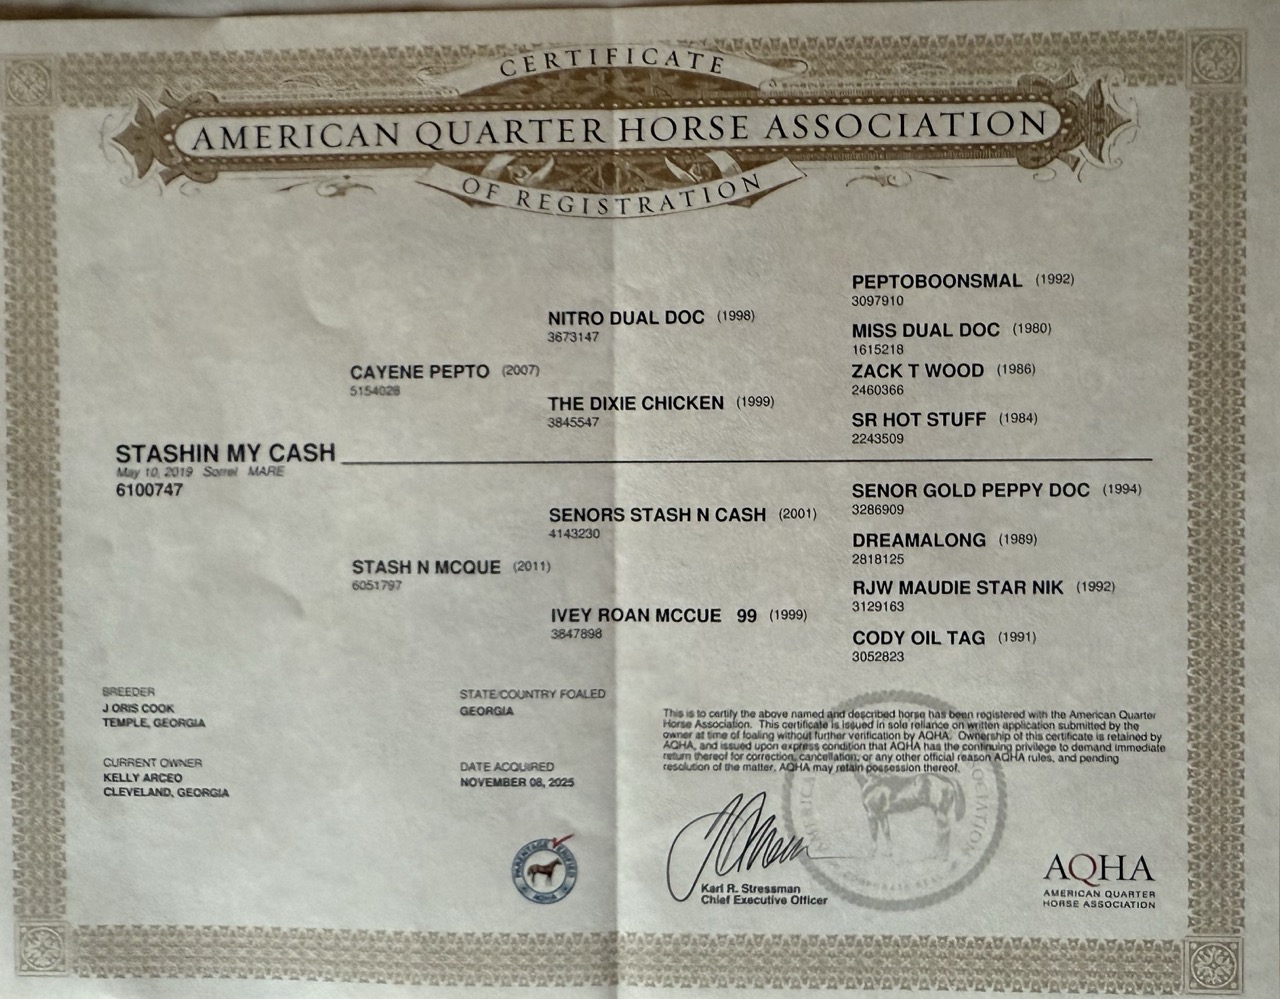 CERTIFICATE
AMERICAN QUARTER HORSE ASSOCIATION
OF REGISTRATION
PEPTOBOONSMAL (1992)
3097910
NITRO DUAL DOC (1998)
3673147
MISS DUAL DOC (1980)
1615218
CAYENE PEPTO (2007)
5154028
ZACK T WOOD (1986)
2460366
THE DIXIE CHICKEN (1999)
3845547
SR HOT STUFF (1984)
2243509
STASHIN MY CASH
May 10, 2019 Sorrel MARE
6100747
SENOR GOLD PEPPY DOC (1994)
3286909
SENORS STASH N CASH (2001)
4143230
DREAMALONG (1989)
2818125
STASH N MCQUE (2011)
6051797
RJW MAUDIE STAR NIK (1992)
3129163
IVEY ROAN MCCUE 99 (1999)
3847898
CODY OIL TAG (1991)
3052823
BREEDER
J ORIS COOK
TEMPLE, GEORGIA
STATE/COUNTRY FOALED
GEORGIA
CURRENT OWNER
KELLY ARCEO
CLEVELAND, GEORGIA
DATE ACQUIRED
NOVEMBER 08, 2025
This is to certify the above named and described horse has been registered with the American Quarter
Horse Association. This certificate is issued in sole reliance on written application submitted by the
owner at time of foaling without further verification by AQHA. Ownership of this certificate is retained by
AQHA, and issued upon express condition that AQHA has the continuing privilege to demand immediate
return thereof for correction, cancellation, or any other official reason AQHA rules, and pending
resolution of the matter, AQHA may retain possession thereof.
PARENTAGE VERIFIED
AQHA
Karl R. Stressman
Chief Executive Officer
CORPORATE SEAL
AQHA
AMERICAN QUARTER
HORSE ASSOCIATION